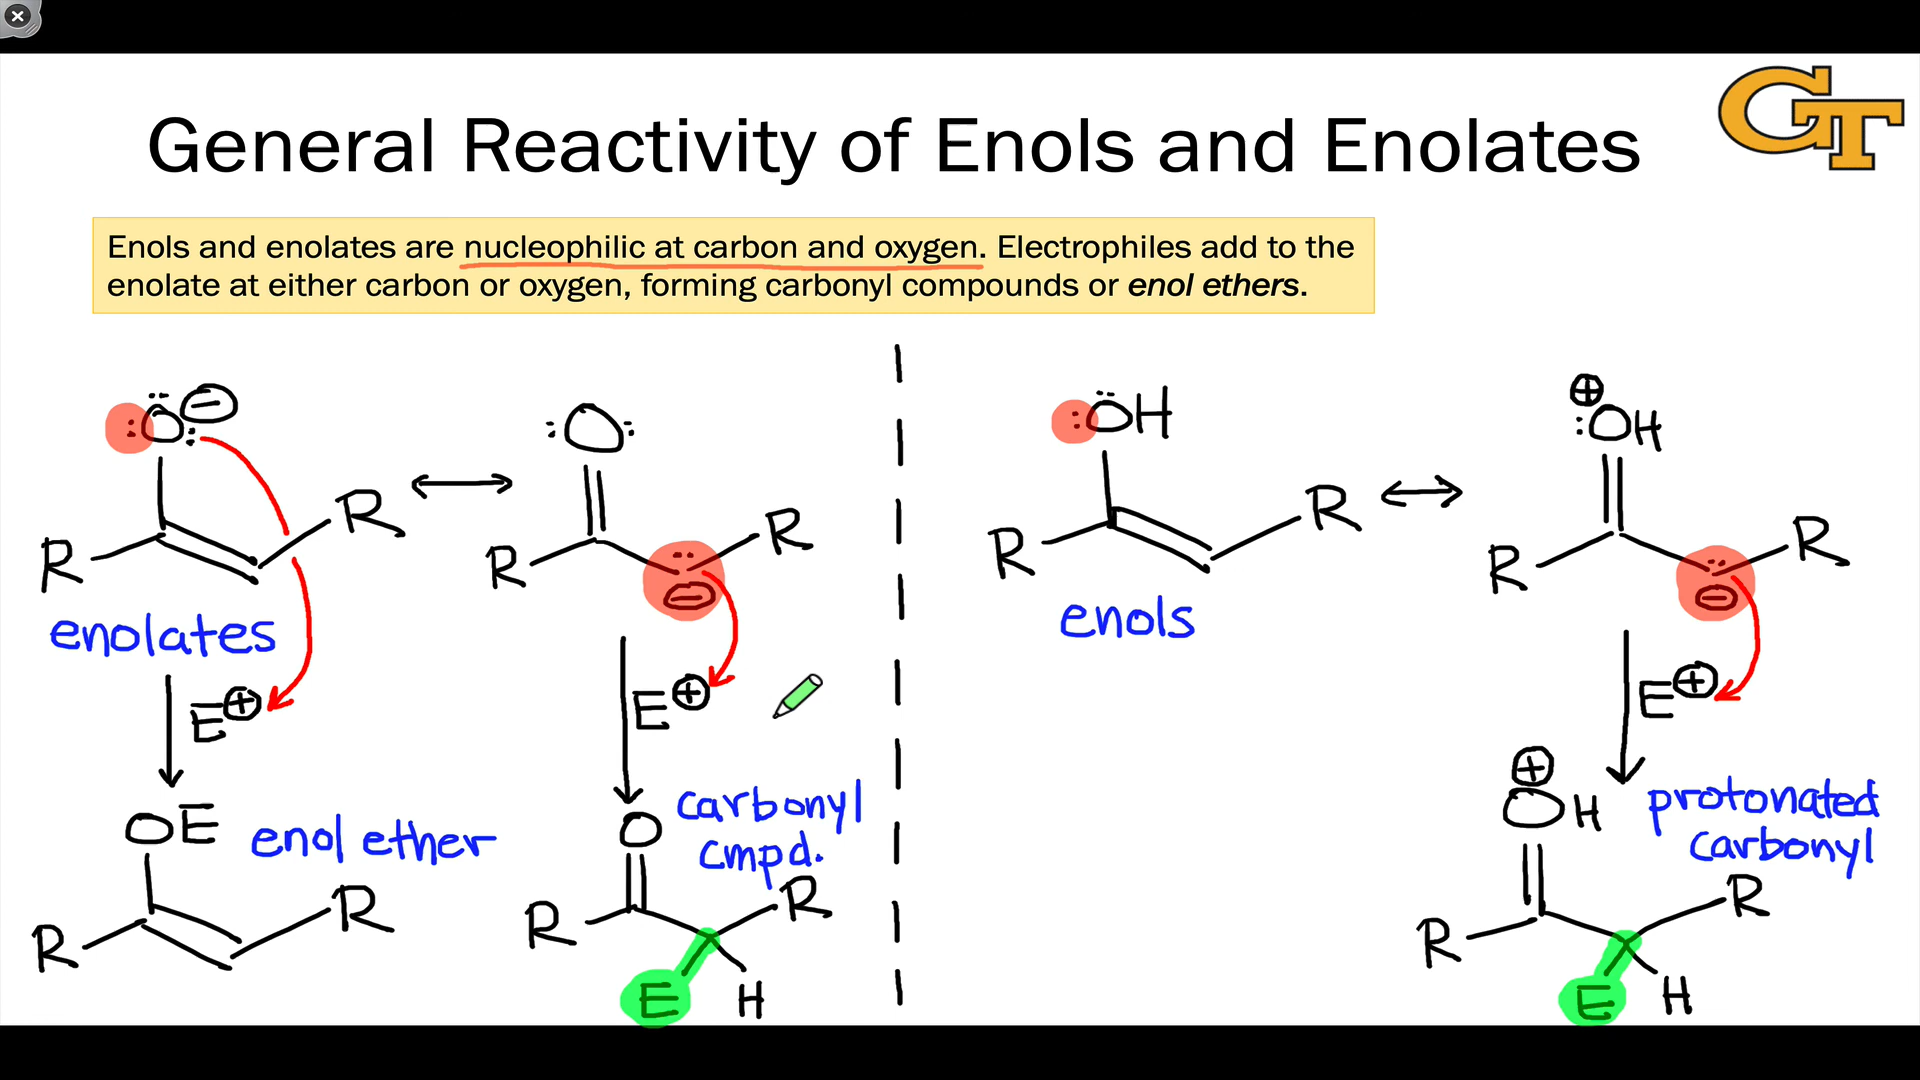 GT
General Reactivity of Enols and Enolates
Enols and enolates are nucleophilic at carbon and oxygen. Electrophiles add to the
enolate at either carbon or oxygen, forming carbonyl compounds or enol ethers.
:Ö: ⊖
R
R
enolates
E⊕
OE
enol ether
R
R
:O:
R
R
⊖
E⊕
carbonyl
cmpd.
O
R
R
E
H
:ÖH
R
R
enols
⊕
:OH
R
R
⊖
E⊕
⊕
OH
protonated
carbonyl
R
R
E
H